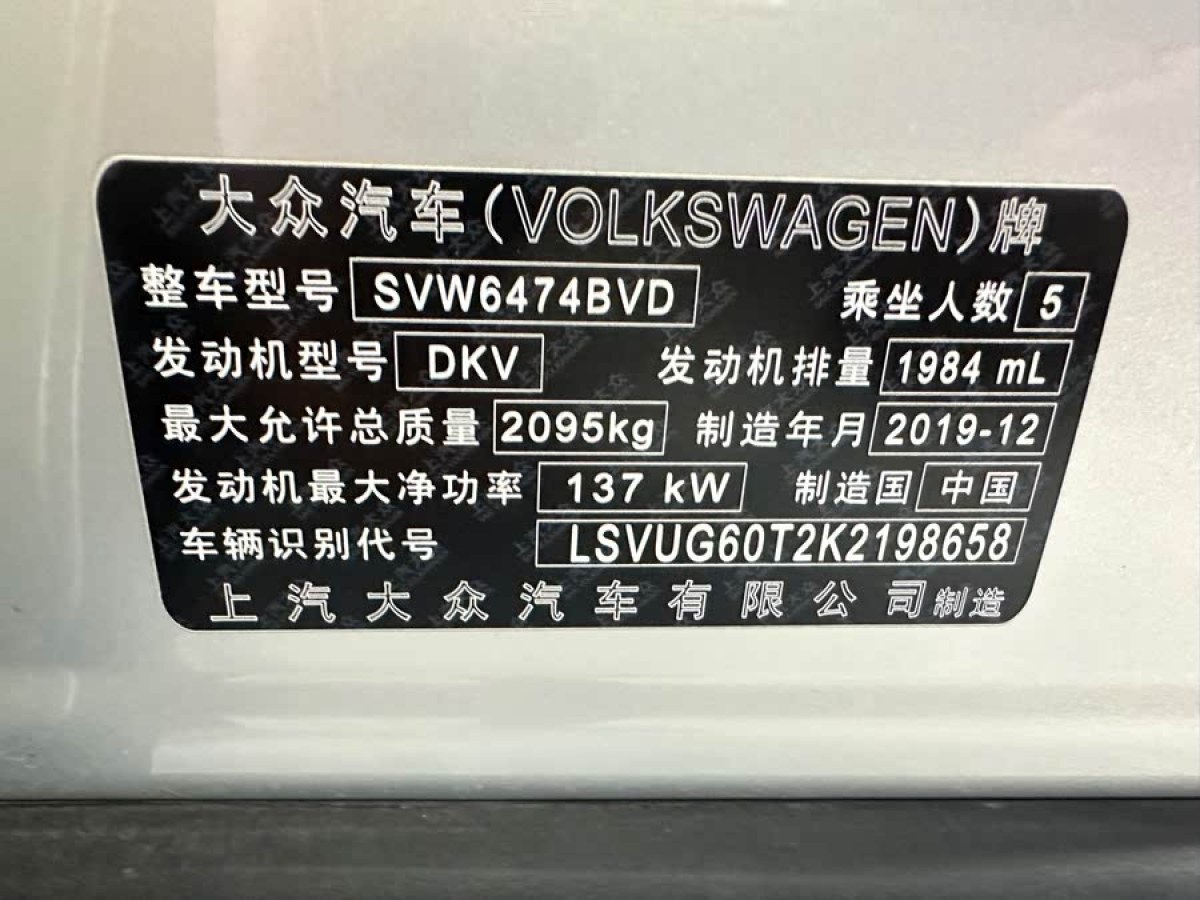 大众汽车(VOLKSWAGEN)牌
整车型号 SVW6474BVD 乘坐人数 5
发动机型号 DKV 发动机排量 1984 mL
最大允许总质量 2095kg 制造年月 2019-12
发动机最大净功率 137 kW 制造国 中国
车辆识别代号 LSVUG60T2K2198658
上汽大众汽车有限公司制造